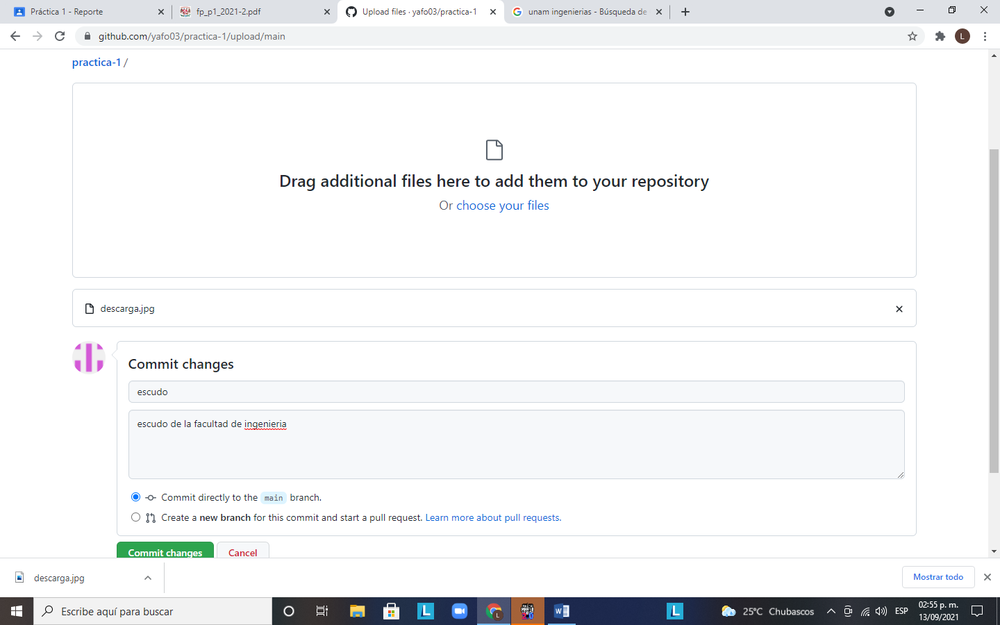 Práctica 1 - Reporte
fp_p1_2021-2.pdf
Upload files · yafo03/practica-1
unam ingenierias - Búsqueda de
github.com/yafo03/practica-1/upload/main
L
practica-1 /
Drag additional files here to add them to your repository
Or choose your files
descarga.jpg
Commit changes
escudo
escudo de la facultad de ingenieria
Commit directly to the main branch.
Create a new branch for this commit and start a pull request. Learn more about pull requests.
Commit changes
Cancel
descarga.jpg
Mostrar todo
Escribe aquí para buscar
L
L
W
L
25°C Chubascos
ESP
02:55 p. m.
13/09/2021